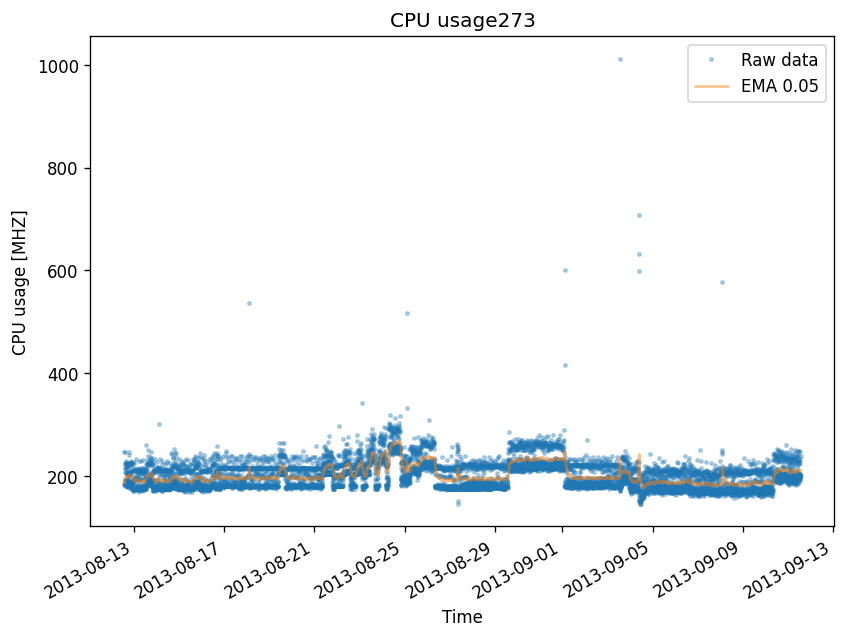 CPU usage273
Raw data
EMA 0.05
CPU usage [MHZ]
1000
800
600
400
200
2013-08-13
2013-08-17
2013-08-21
2013-08-25
2013-08-29
2013-09-01
2013-09-05
2013-09-09
2013-09-13
Time